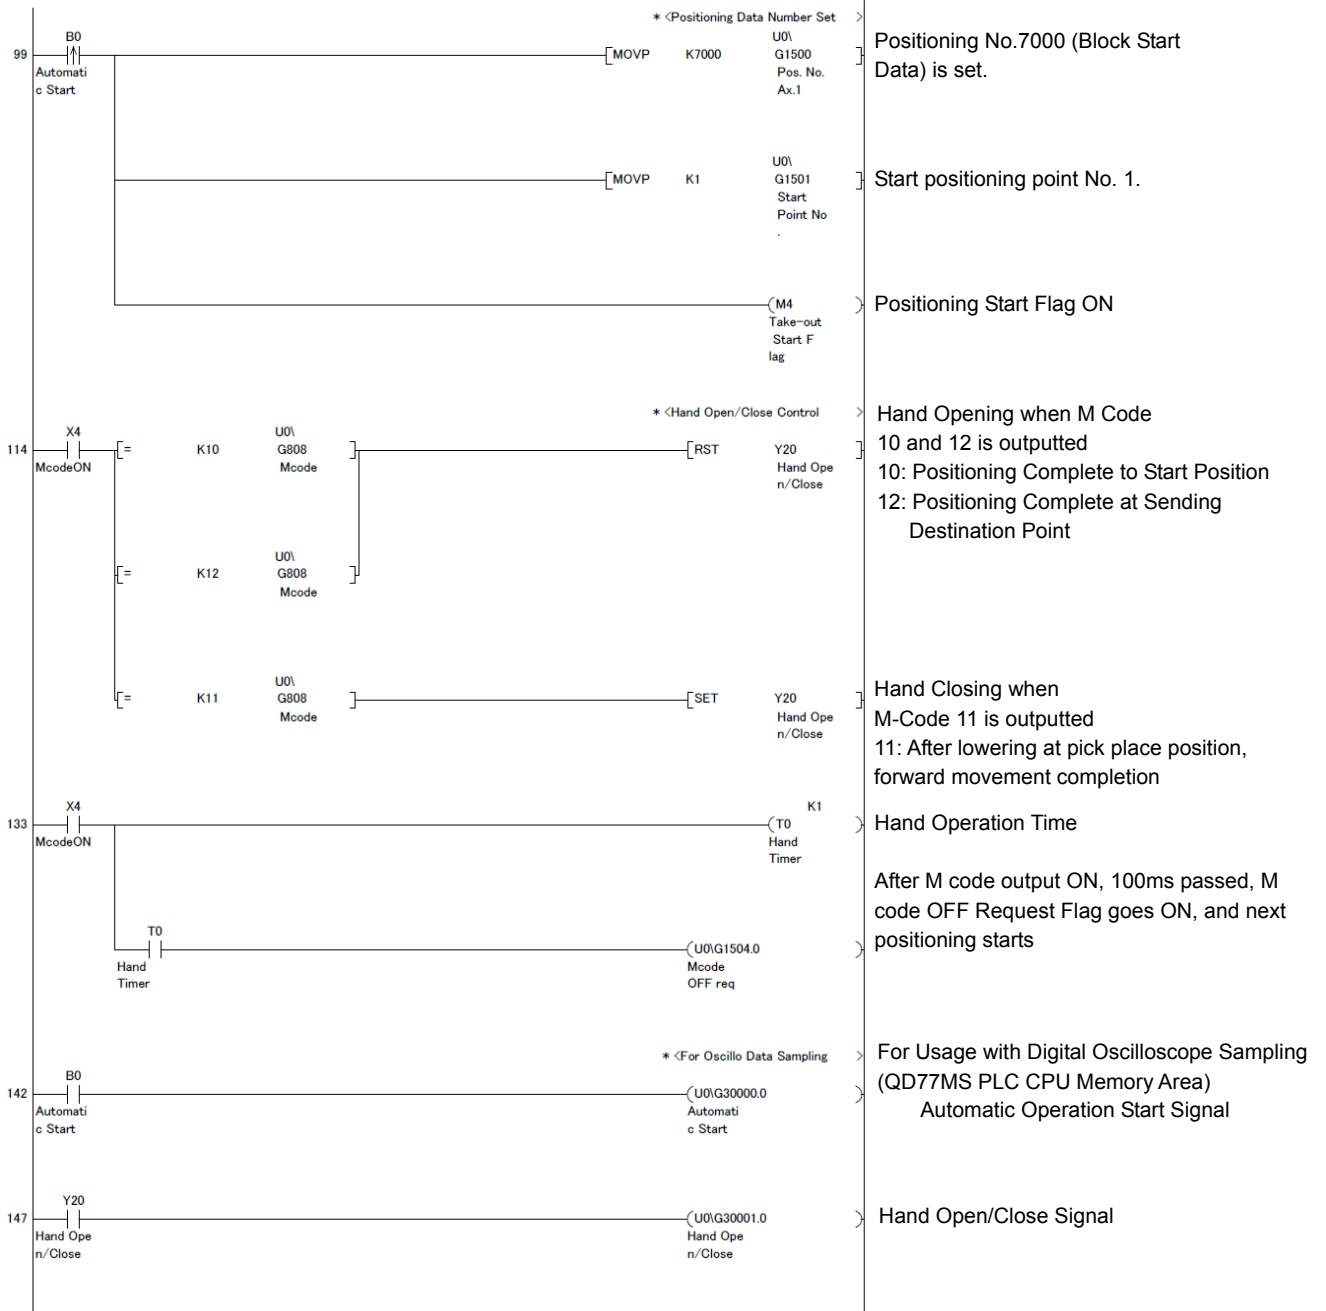 * <Positioning Data Number Set >
B0
U0\
99
[MOVP K7000 G1500 ]
Automati
c Start
Pos. No.
Ax.1
Positioning No.7000 (Block Start
Data) is set.
U0\
[MOVP K1 G1501 ]
Start
Point No
.
Start positioning point No. 1.
(M4 )
Take-out
Start F
lag
Positioning Start Flag ON
* <Hand Open/Close Control >
X4
U0\
114
[= K10 G808 ]
[RST Y20 ]
McodeON
Mcode
Hand Ope
n/Close
Hand Opening when M Code
10 and 12 is outputted
10: Positioning Complete to Start Position
12: Positioning Complete at Sending
Destination Point
U0\
[= K12 G808 ]
Mcode
U0\
[= K11 G808 ]
Mcode
[SET Y20 ]
Hand Ope
n/Close
Hand Closing when
M-Code 11 is outputted
11: After lowering at pick place position,
forward movement completion
X4
K1
133
(T0 )
McodeON
Hand
Timer
Hand Operation Time
After M code output ON, 100ms passed, M
code OFF Request Flag goes ON, and next
positioning starts
T0
(U0\G1504.0 )
Hand
Timer
Mcode
OFF req
* <For Oscillo Data Sampling >
B0
142
(U0\G30000.0 )
Automati
c Start
Automati
c Start
For Usage with Digital Oscilloscope Sampling
(QD77MS PLC CPU Memory Area)
Automatic Operation Start Signal
Y20
147
(U0\G30001.0 )
Hand Ope
n/Close
Hand Ope
n/Close
Hand Open/Close Signal